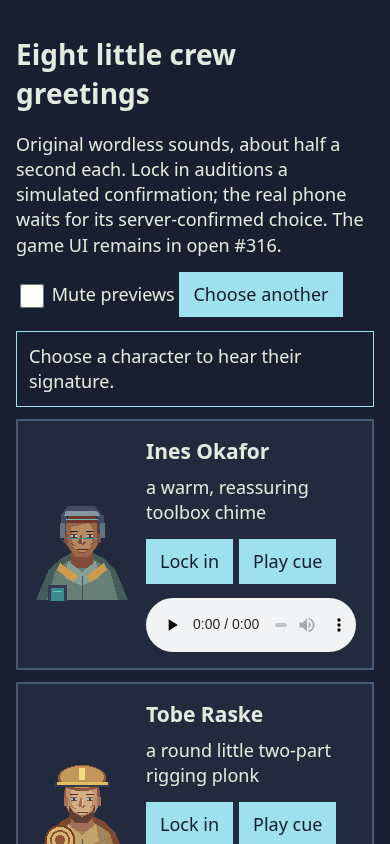 Eight little crew
greetings
Original wordless sounds, about half a
second each. Lock in auditions a
simulated confirmation; the real phone
waits for its server-confirmed choice. The
game UI remains in open #316.
Mute previews
Choose another
Choose a character to hear their
signature.
Ines Okafor
a warm, reassuring
toolbox chime
Lock in
Play cue
0:00 / 0:00
Tobe Raske
a round little two-part
rigging plonk
Lock in
Play cue